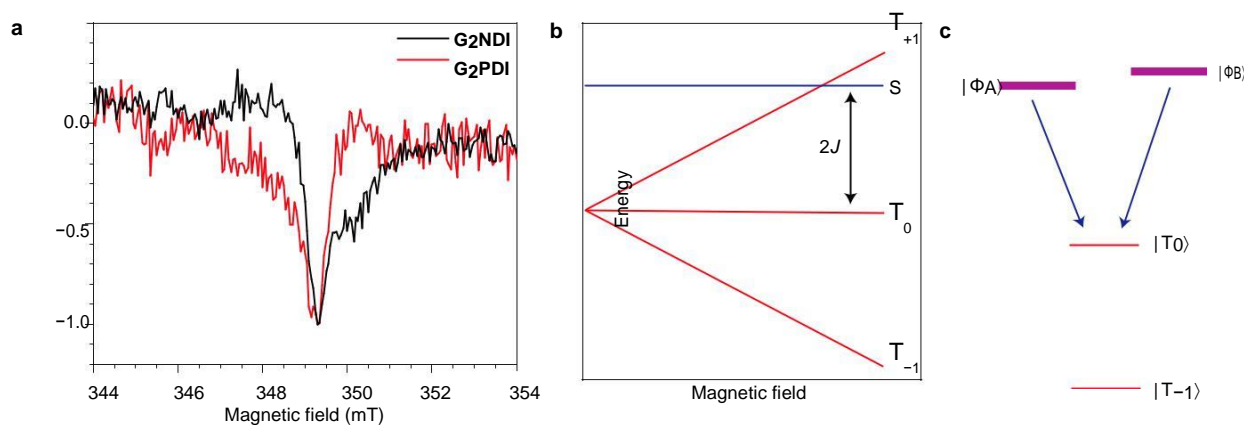 a
G2NDI
G2PDI
0.0
−0.5
−1.0
344
346
348
350
352
354
Magnetic field (mT)
b
T+1
S
2J
Energy
T0
T−1
Magnetic field
c
|ΦA⟩
|ΦB⟩
|T0⟩
|T−1⟩